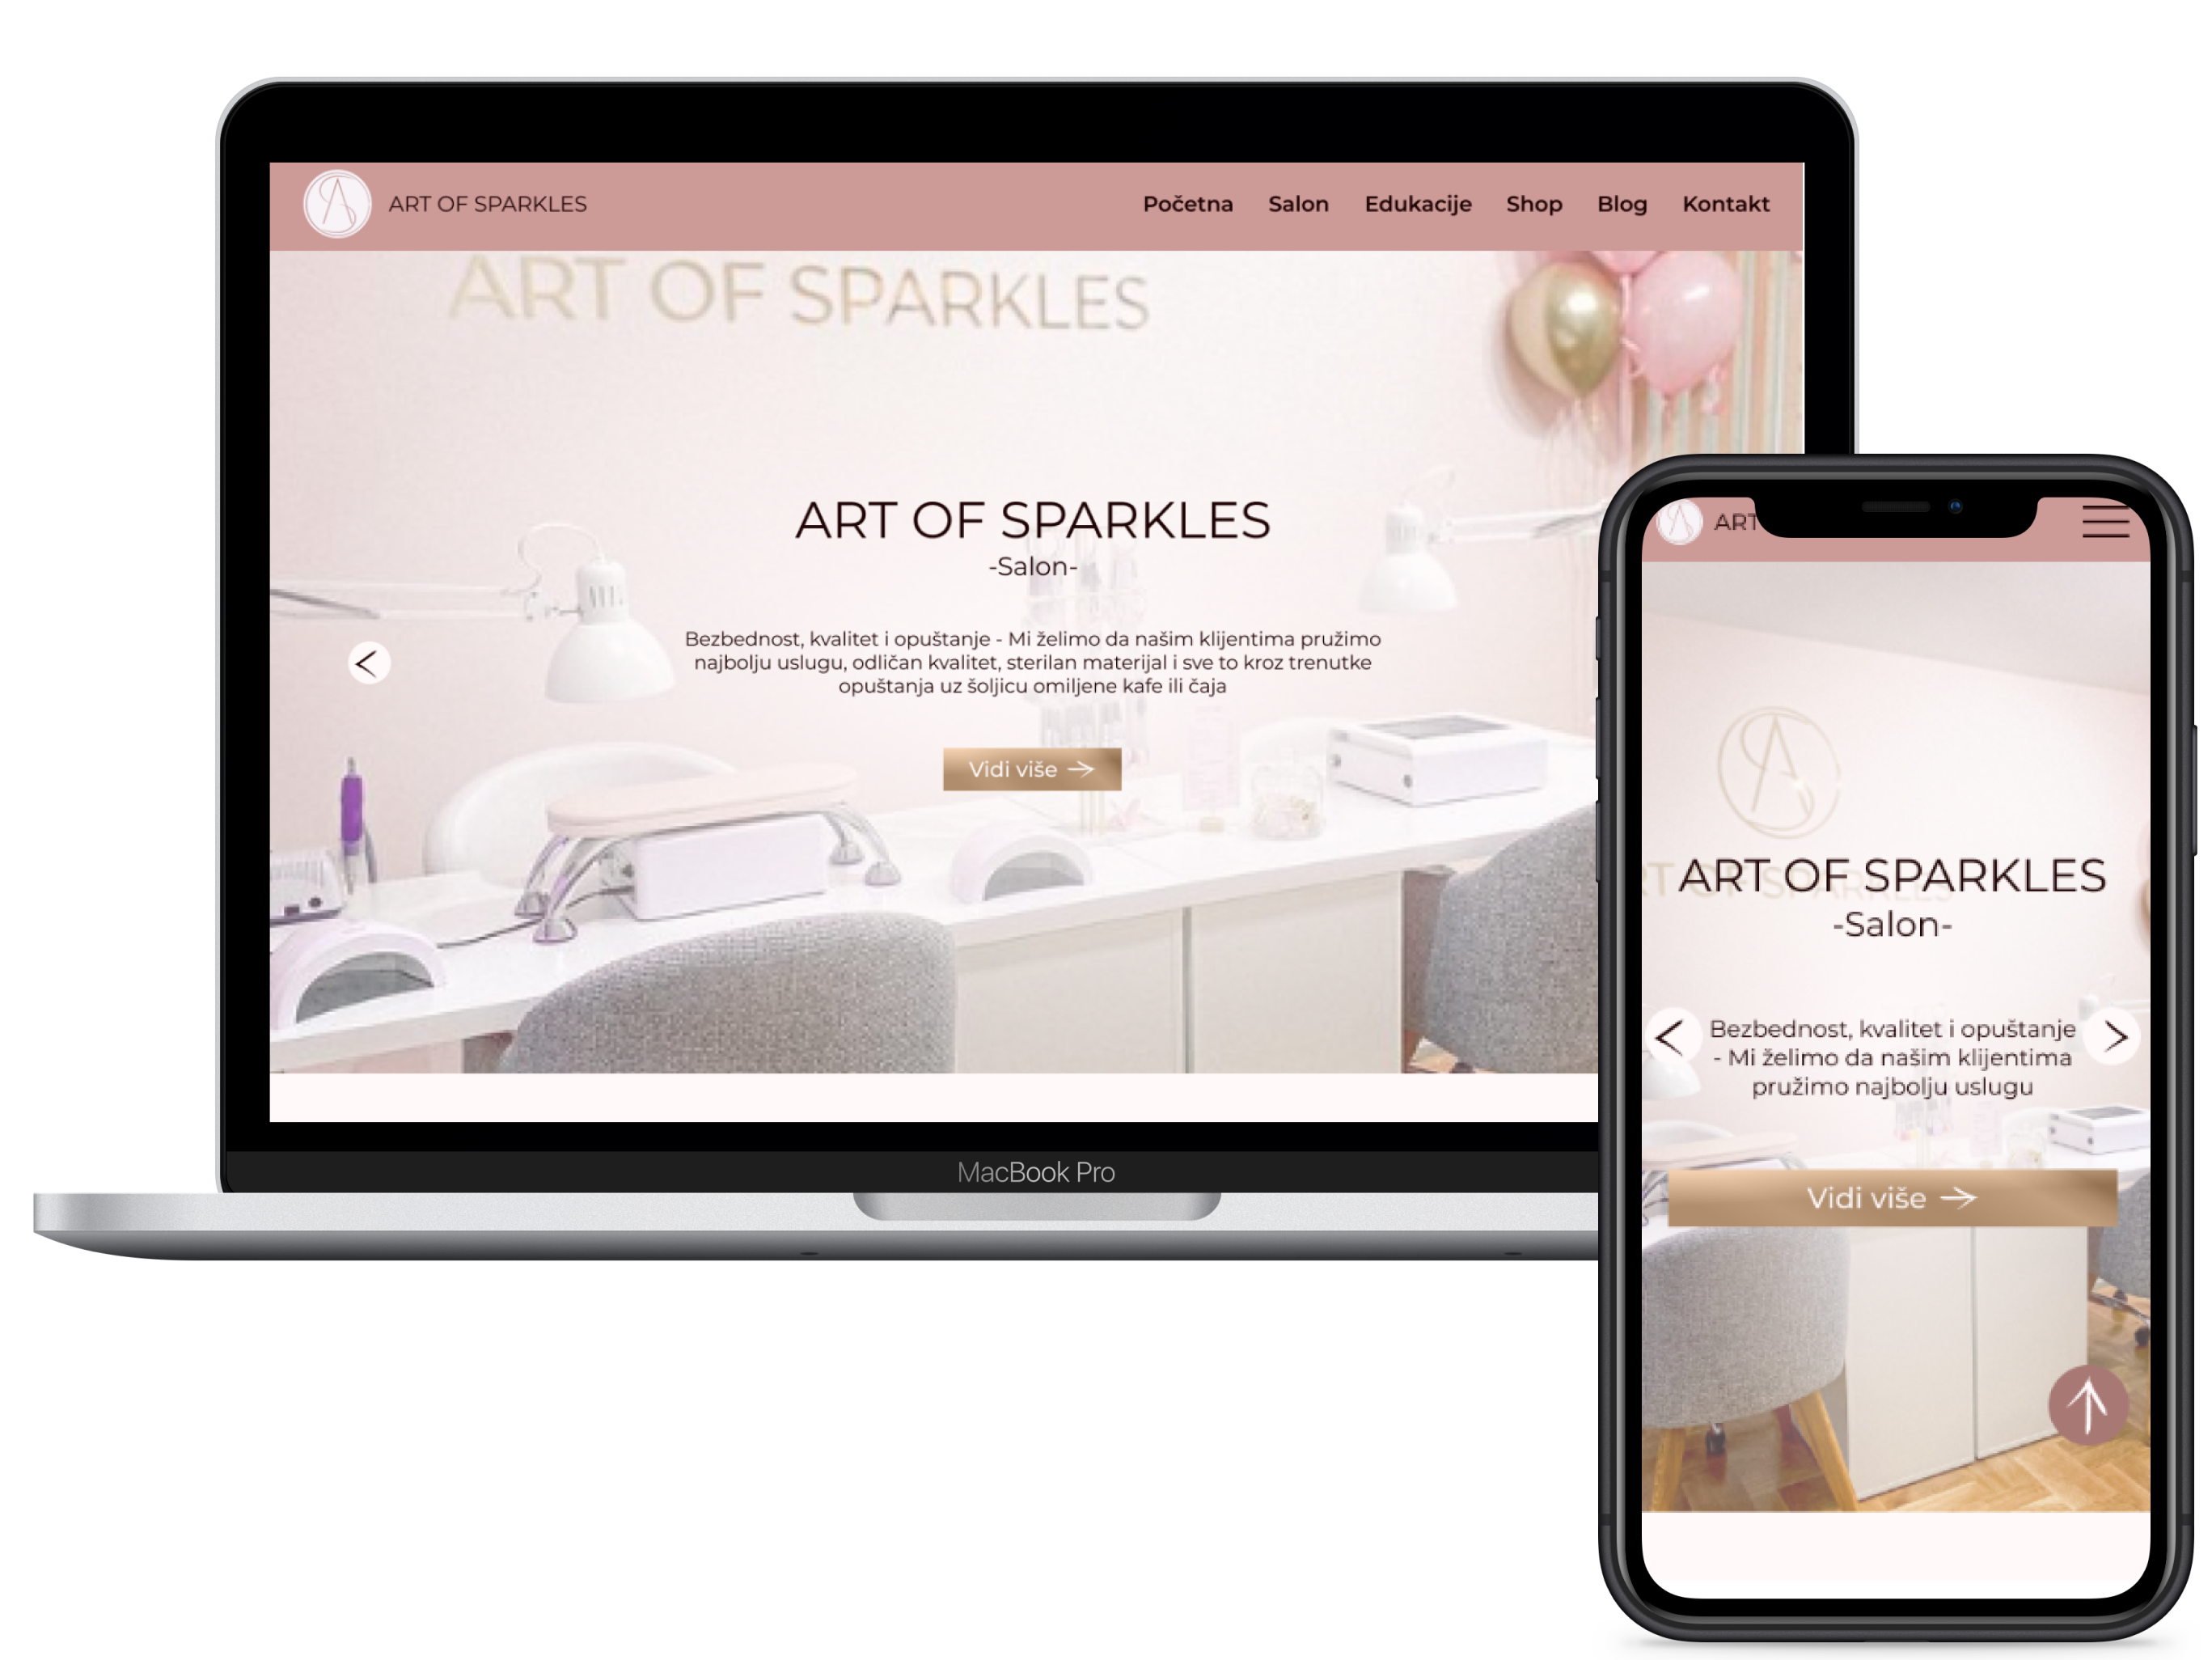 ART OF SPARKLES
Početna Salon Edukacije Shop Blog Kontakt
ART OF SPARKLES
ART OF SPARKLES
-Salon-
Bezbednost, kvalitet i opuštanje - Mi želimo da našim klijentima pružimo
najbolju uslugu, odličan kvalitet, sterilan materijal i sve to kroz trenutke
opuštanja uz šoljicu omiljene kafe ili čaja
Vidi više →
MacBook Pro
ART
ART OF SPARKLES
-Salon-
Bezbednost, kvalitet i opuštanje
- Mi želimo da našim klijentima
pružimo najbolju uslugu
Vidi više →